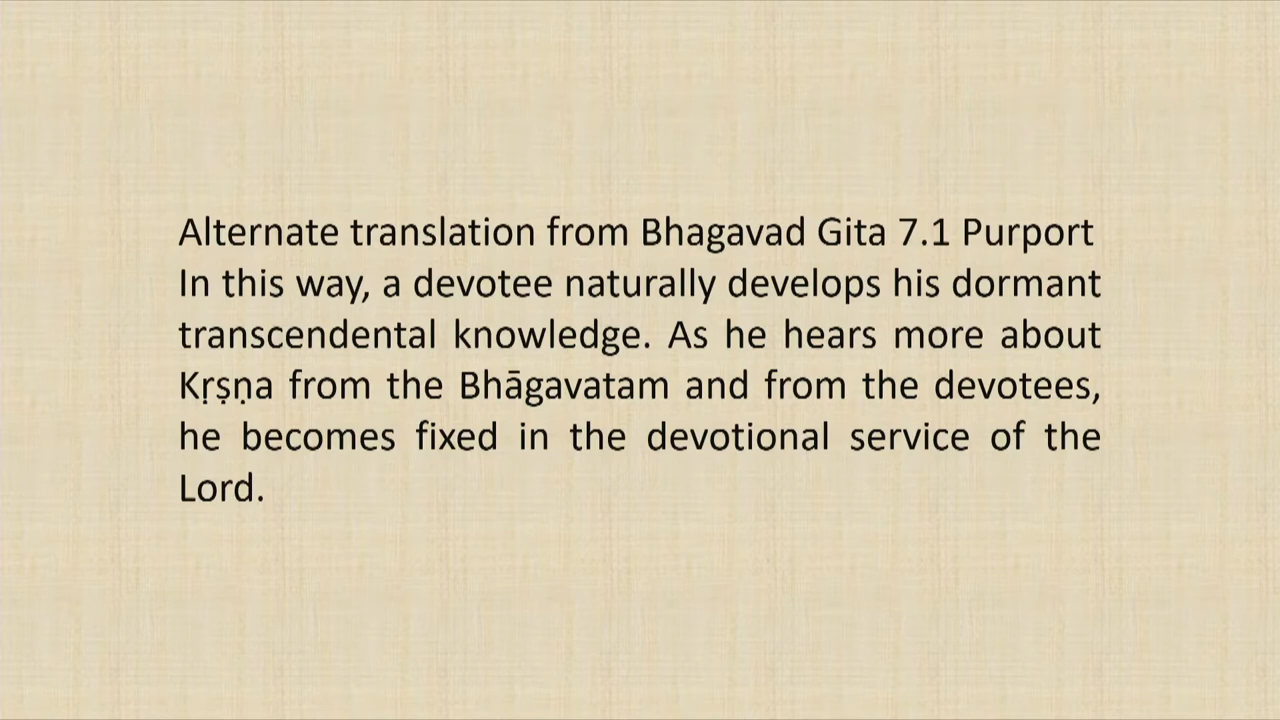 Alternate translation from Bhagavad Gita 7.1 Purport
In this way, a devotee naturally develops his dormant
transcendental knowledge. As he hears more about
Kṛṣṇa from the Bhāgavatam and from the devotees,
he becomes fixed in the devotional service of the
Lord.